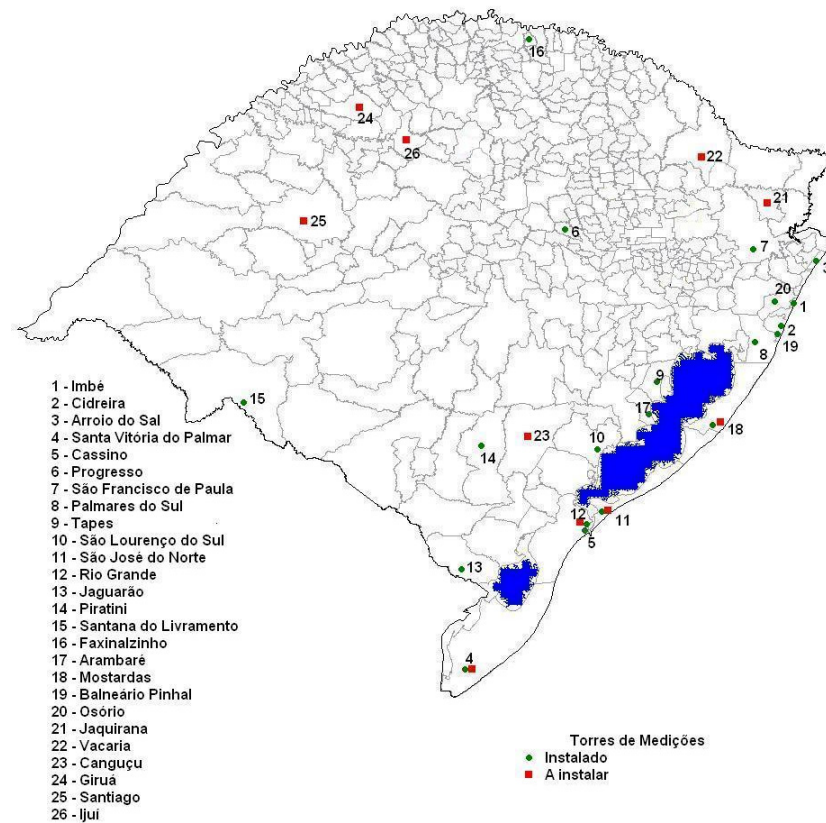 16
24
26
22
21
25
6
7
3
20
1
2
19
8
9
15
17
18
23
10
14
12
11
5
13
4
1 - Imbé
2 - Cidreira
3 - Arroio do Sal
4 - Santa Vitória do Palmar
5 - Cassino
6 - Progresso
7 - São Francisco de Paula
8 - Palmares do Sul
9 - Tapes
10 - São Lourenço do Sul
11 - São José do Norte
12 - Rio Grande
13 - Jaguarão
14 - Piratini
15 - Santana do Livramento
16 - Faxinalzinho
17 - Arambaré
18 - Mostardas
19 - Balneário Pinhal
20 - Osório
21 - Jaquirana
22 - Vacaria
23 - Canguçu
24 - Giruá
25 - Santiago
26 - Ijuí
Torres de Medições
Instalado
A instalar